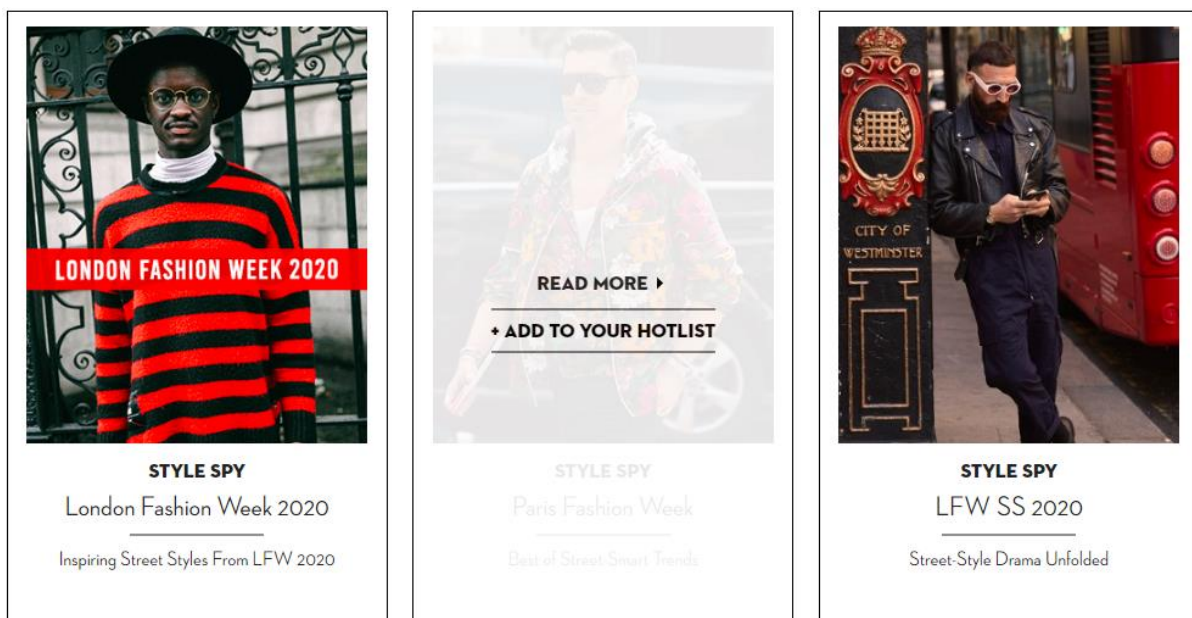 LONDON FASHION WEEK 2020
STYLE SPY
London Fashion Week 2020
Inspiring Street Styles From LFW 2020
READ MORE
+ ADD TO YOUR HOTLIST
STYLE SPY
Paris Fashion Week
Best of Street-Smart Trends
CITY OF
WESTMINSTER
STYLE SPY
LFW SS 2020
Street-Style Drama Unfolded